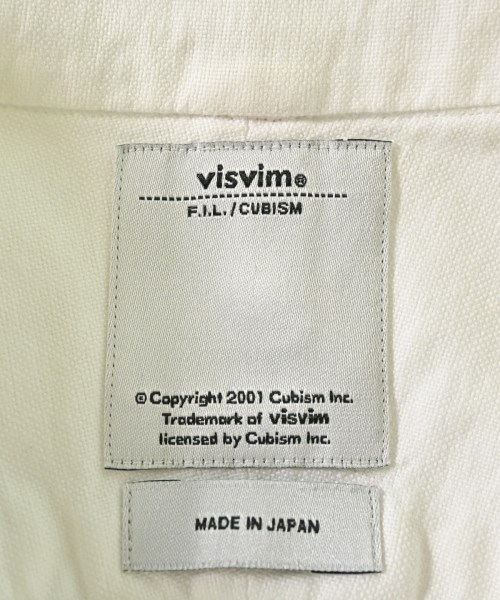 visvim®
F.I.L./CUBISM
© Copyright 2001 Cubism Inc.
Trademark of visvim
licensed by Cubism Inc.
MADE IN JAPAN